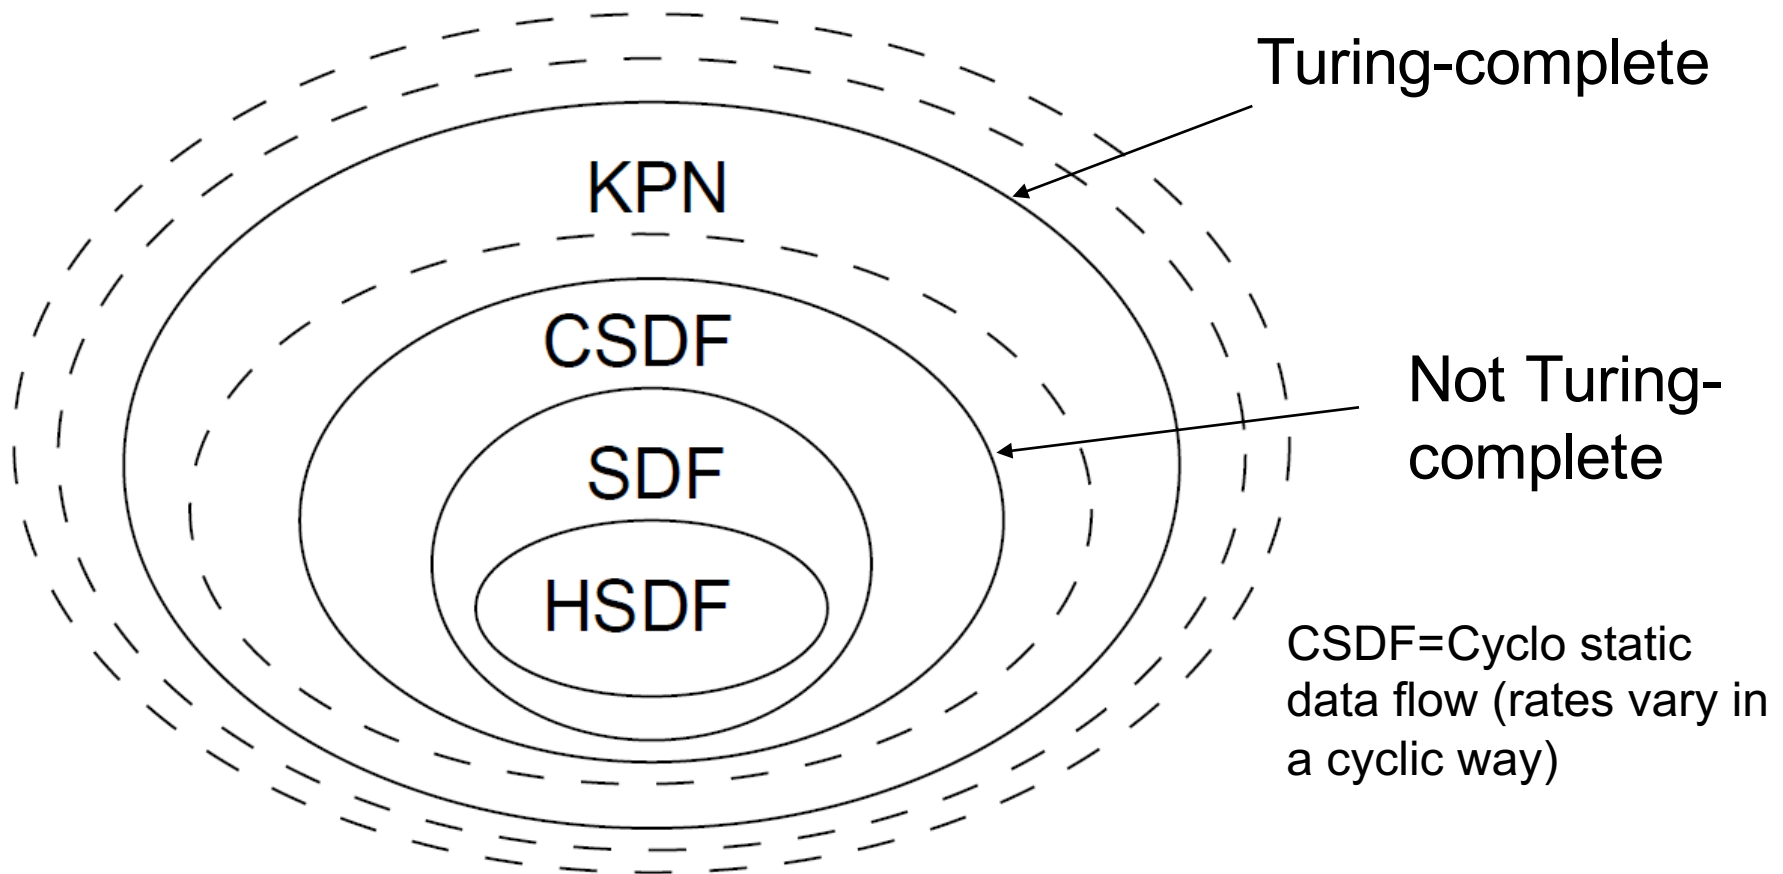 Turing-complete
KPN
CSDF
Not Turing-
complete
SDF
HSDF
CSDF=Cyclo static
data flow (rates vary in
a cyclic way)